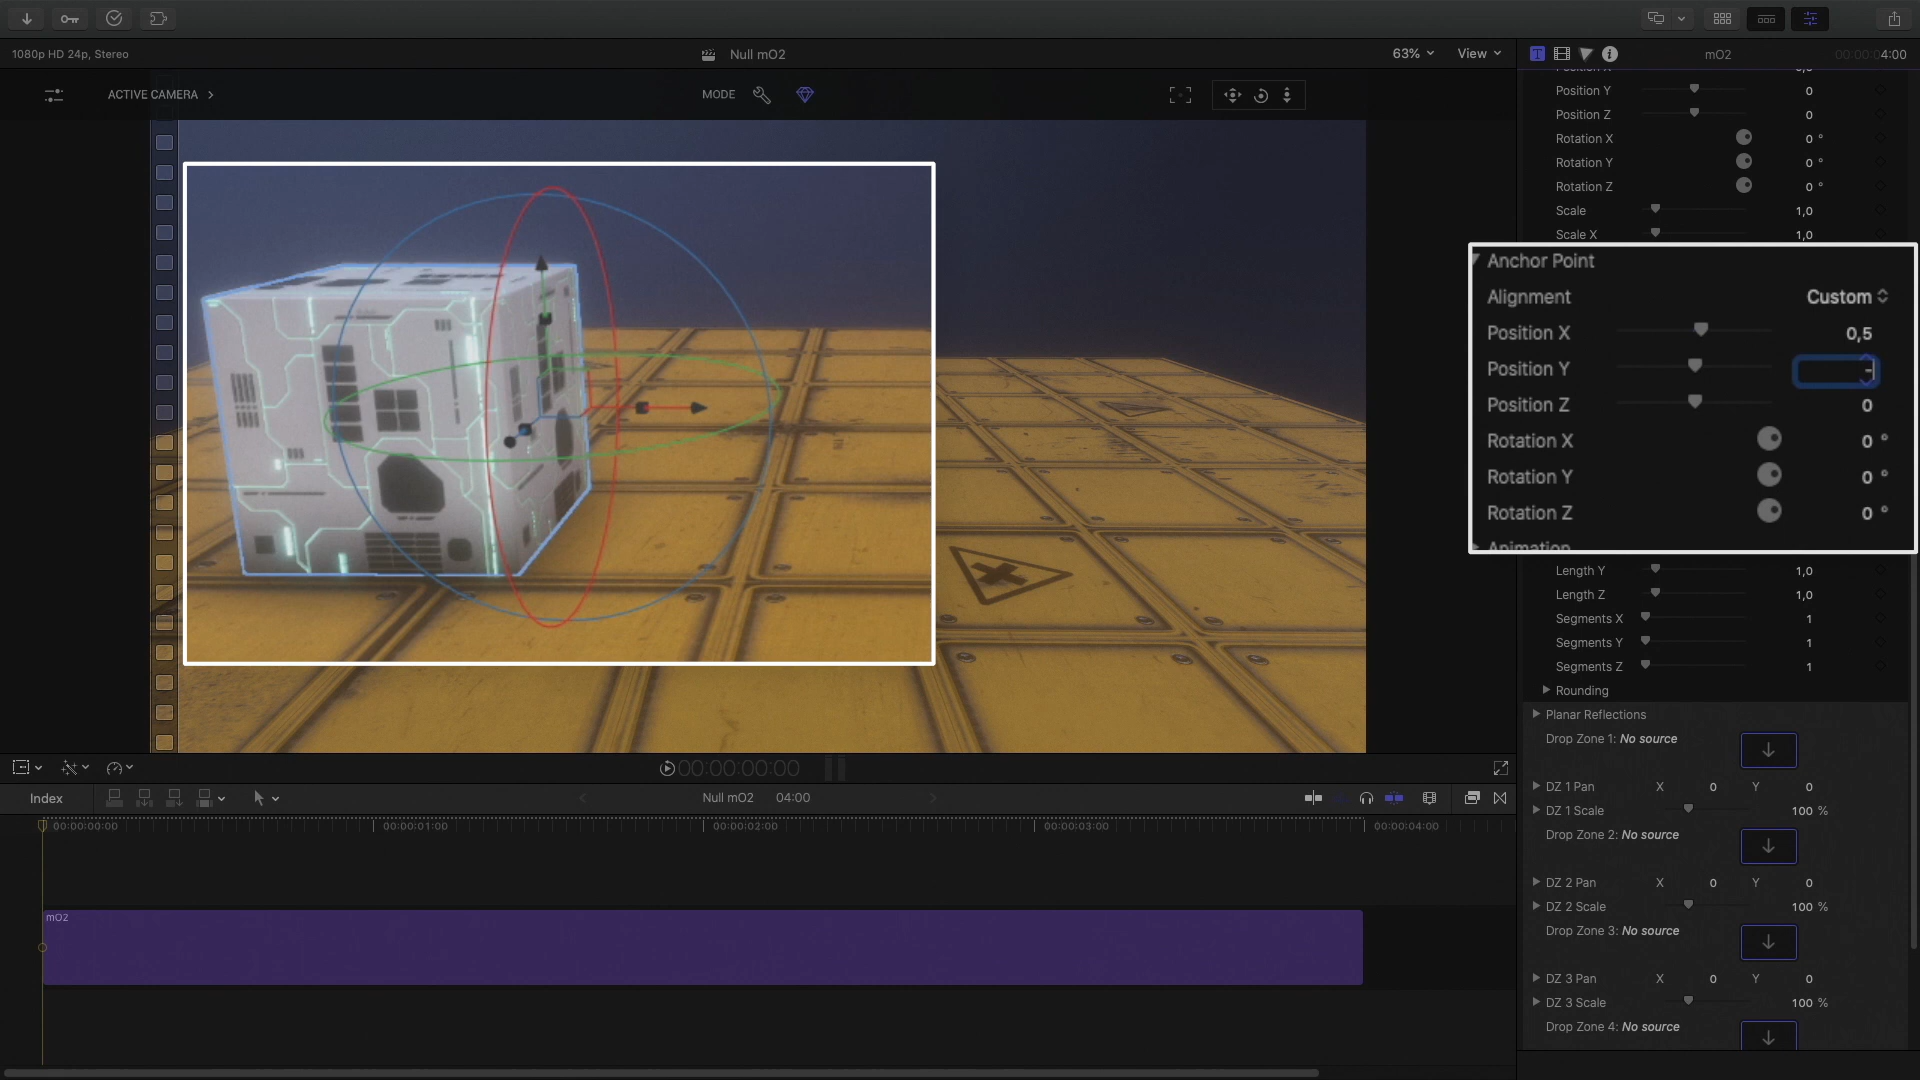 1080p HD 24p, Stereo
Null mO2
63%
View
mO2
00:00:04:00
ACTIVE CAMERA
MODE
Position Y 0
Position Z 0
Rotation X 0 °
Rotation Y 0 °
Rotation Z 0 °
Scale 1,0
Scale X 1,0
Anchor Point
Alignment Custom
Position X 0,5
Position Y -
Position Z 0
Rotation X 0 °
Rotation Y 0 °
Rotation Z 0 °
Animation
Length Y 1,0
Length Z 1,0
Segments X 1
Segments Y 1
Segments Z 1
Rounding
Planar Reflections
Drop Zone 1: No source
DZ 1 Pan X 0 Y 0
DZ 1 Scale 100 %
Drop Zone 2: No source
DZ 2 Pan X 0 Y 0
DZ 2 Scale 100 %
Drop Zone 3: No source
DZ 3 Pan X 0 Y 0
DZ 3 Scale 100 %
Drop Zone 4: No source
00:00:00:00
Index
Null mO2 04:00
00:00:00:00 00:00:01:00 00:00:02:00 00:00:03:00 00:00:04:00
mO2